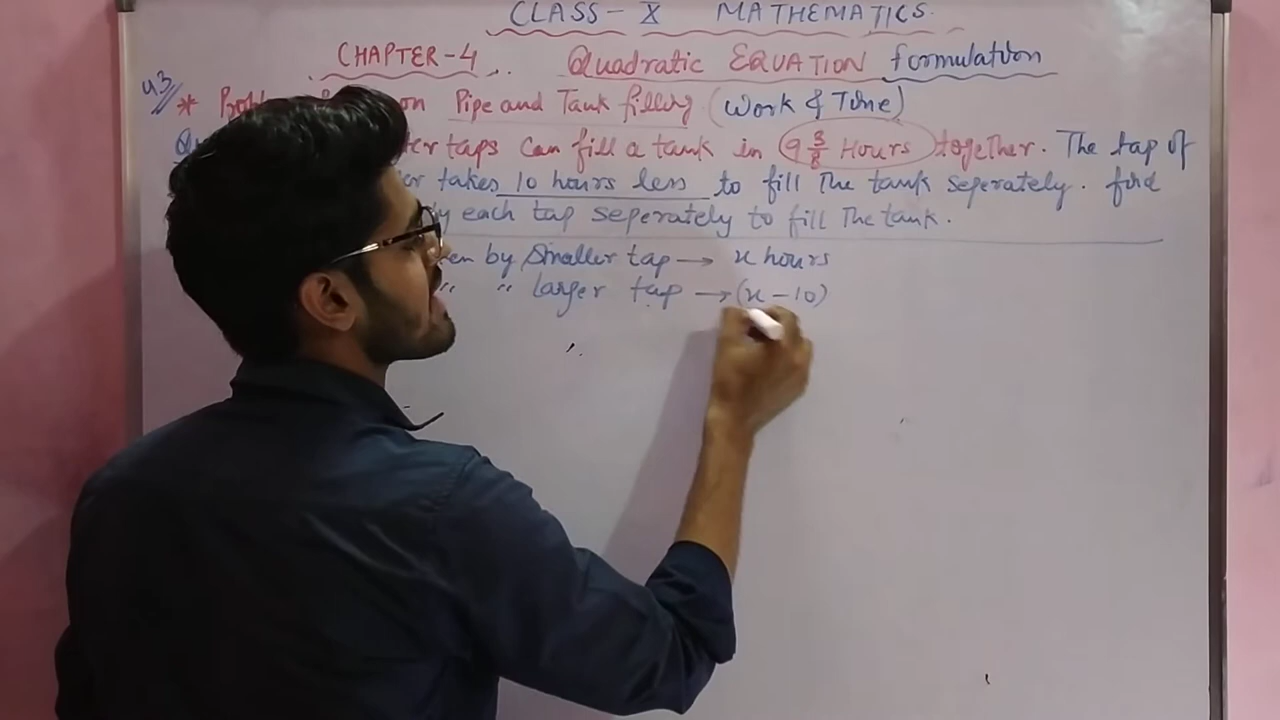 CLASS - X MATHEMATICS.
CHAPTER-4 .. Quadratic EQUATION formulation
* on Pipe and Tank filling (Work & Time)
taps Can fill a tank in 9 3/8 Hours together. The tap of
takes 10 hours less to fill The tank Seperately. find
each tap seperately to fill The tank.
by Smaller tap → x hours
" " larger tap → (x-10)